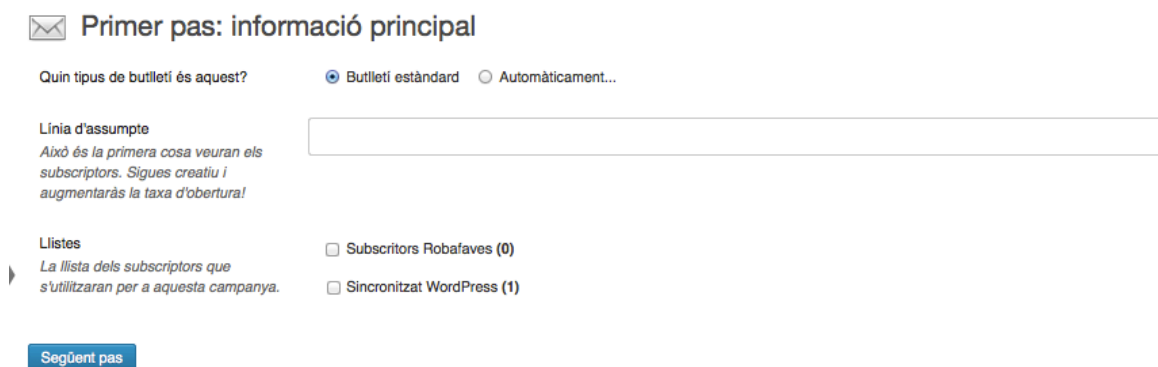 Primer pas: informació principal
Quin tipus de butlletí és aquest?
Butlletí estàndard
Automàticament...
Línia d'assumpte
Això és la primera cosa veuran els
subscriptors. Sigues creatiu i
augmentaràs la taxa d'obertura!
Llistes
La llista dels subscriptors que
s'utilitzaran per a aquesta campanya.
Subscritors Robafaves (0)
Sincronitzat WordPress (1)
Següent pas